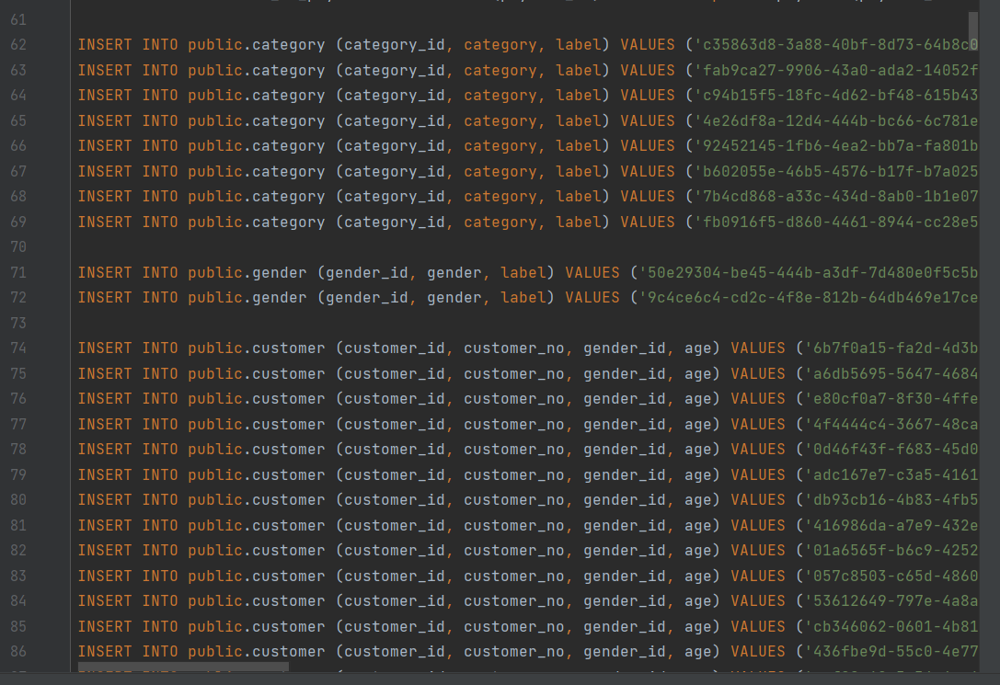 61
62 INSERT INTO public.category (category_id, category, label) VALUES ('c35863d8-3a88-40bf-8d73-64b8c0
63 INSERT INTO public.category (category_id, category, label) VALUES ('fab9ca27-9906-43a0-ada2-14052f
64 INSERT INTO public.category (category_id, category, label) VALUES ('c94b15f5-18fc-4d62-bf48-615b43
65 INSERT INTO public.category (category_id, category, label) VALUES ('4e26df8a-12d4-444b-bc66-6c781e
66 INSERT INTO public.category (category_id, category, label) VALUES ('92452145-1fb6-4ea2-bb7a-fa801b
67 INSERT INTO public.category (category_id, category, label) VALUES ('b602055e-46b5-4576-b17f-b7a025
68 INSERT INTO public.category (category_id, category, label) VALUES ('7b4cd868-a33c-434d-8ab0-1b1e07
69 INSERT INTO public.category (category_id, category, label) VALUES ('fb0916f5-d860-4461-8944-cc28e5
70
71 INSERT INTO public.gender (gender_id, gender, label) VALUES ('50e29304-be45-444b-a3df-7d480e0f5c5b
72 INSERT INTO public.gender (gender_id, gender, label) VALUES ('9c4ce6c4-cd2c-4f8e-812b-64db469e17ce
73
74 INSERT INTO public.customer (customer_id, customer_no, gender_id, age) VALUES ('6b7f0a15-fa2d-4d3b
75 INSERT INTO public.customer (customer_id, customer_no, gender_id, age) VALUES ('a6db5695-5647-4684
76 INSERT INTO public.customer (customer_id, customer_no, gender_id, age) VALUES ('e80cf0a7-8f30-4ffe
77 INSERT INTO public.customer (customer_id, customer_no, gender_id, age) VALUES ('4f4444c4-3667-48ca
78 INSERT INTO public.customer (customer_id, customer_no, gender_id, age) VALUES ('0d46f43f-f683-45d0
79 INSERT INTO public.customer (customer_id, customer_no, gender_id, age) VALUES ('adc167e7-c3a5-4161
80 INSERT INTO public.customer (customer_id, customer_no, gender_id, age) VALUES ('db93cb16-4b83-4fb5
81 INSERT INTO public.customer (customer_id, customer_no, gender_id, age) VALUES ('416986da-a7e9-432e
82 INSERT INTO public.customer (customer_id, customer_no, gender_id, age) VALUES ('01a6565f-b6c9-4252
83 INSERT INTO public.customer (customer_id, customer_no, gender_id, age) VALUES ('057c8503-c65d-4860
84 INSERT INTO public.customer (customer_id, customer_no, gender_id, age) VALUES ('53612649-797e-4a8a
85 INSERT INTO public.customer (customer_id, customer_no, gender_id, age) VALUES ('cb346062-0601-4b81
86 INSERT INTO public.customer (customer_id, customer_no, gender_id, age) VALUES ('436fbe9d-55c0-4e77